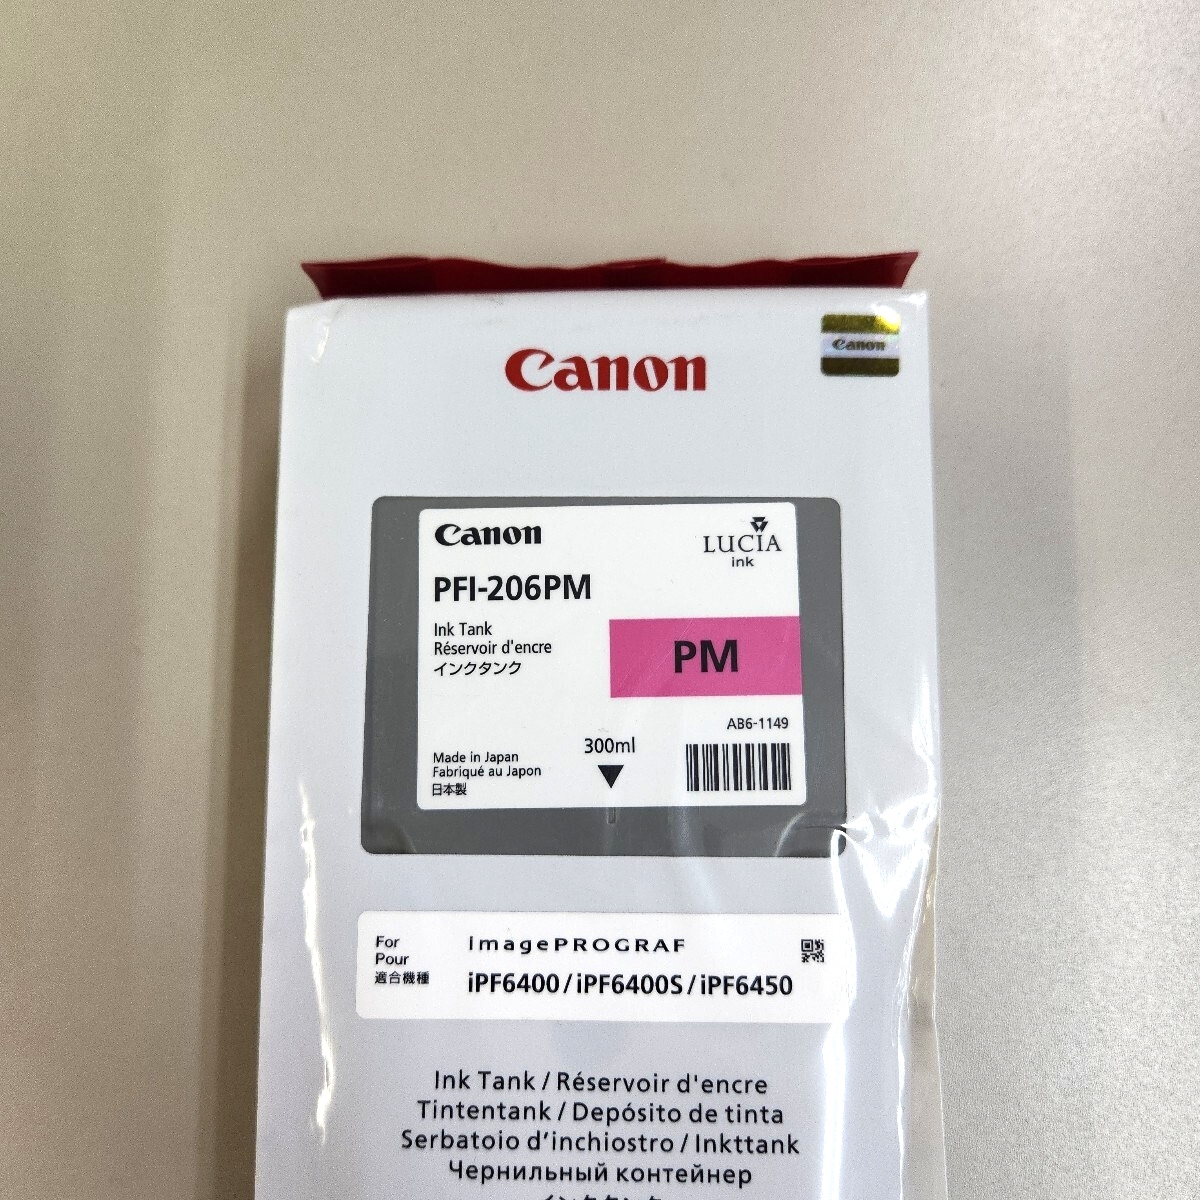 Canon
Canon
Canon
LUCIA
ink
PFI-206PM
Ink Tank
Réservoir d'encre
インクタンク
PM
AB6-1149
300ml
Made in Japan
Fabriqué au Japon
日本製
For
Pour
適合機種
imagePROGRAF
iPF6400/iPF6400S/iPF6450
Ink Tank / Réservoir d'encre
Tintentank / Depósito de tinta
Serbatoio d'inchiostro / Inkttank
Чернильный контейнер